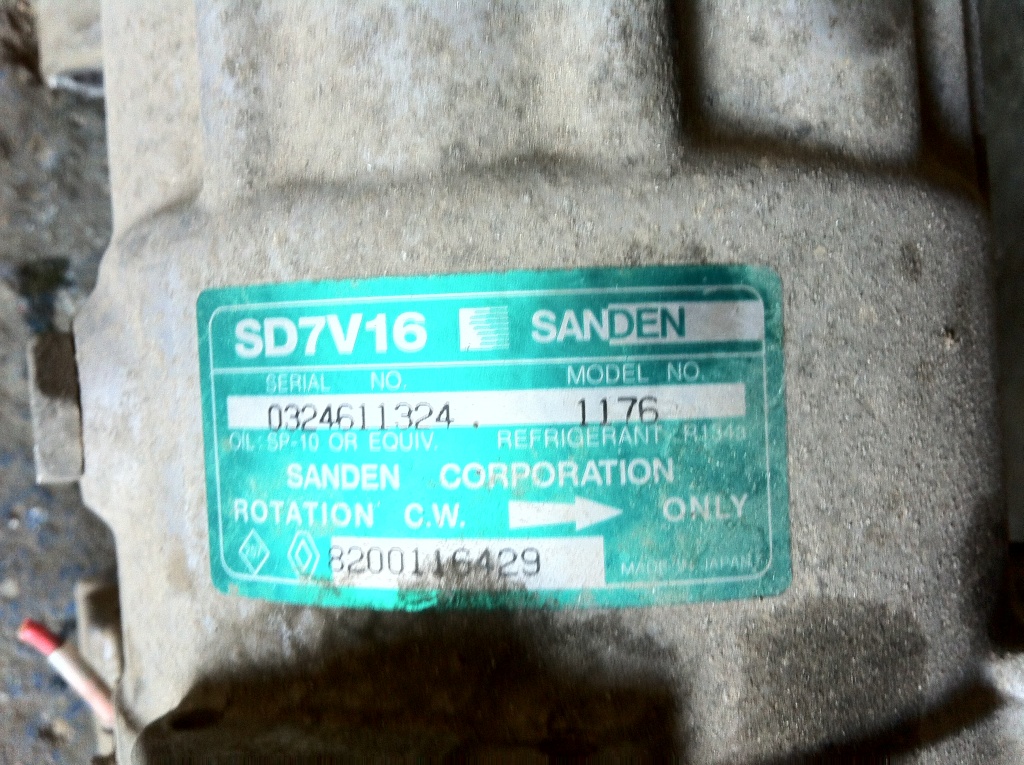 SD7V16 SANDEN
SERIAL NO. MODEL NO.
0324611324. 1176
OIL: SP-10 OR EQUIV. REFRIGERANT: R134a
SANDEN CORPORATION
ROTATION C.W. ONLY
8200116429 MADE IN JAPAN